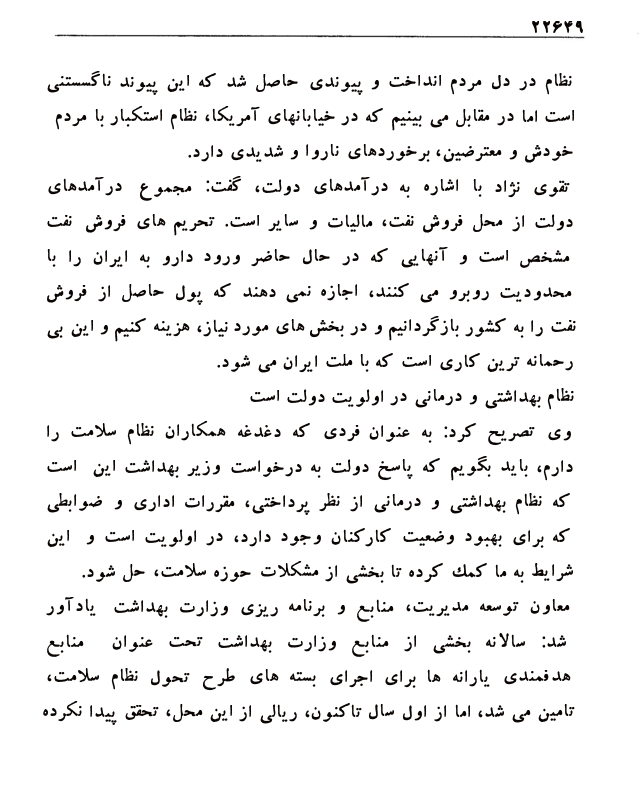 ۲۲۶۴۹
نظام در دل مردم انداخت و پیوندی حاصل شد که این پیوند ناگسستنی
است اما در مقابل می بینیم که در خیابانهای آمریکا، نظام استکبار با مردم
خودش و معترضین، برخوردهای ناروا و شدیدی دارد.
تقوی نژاد با اشاره به درآمدهای دولت، گفت: مجموع درآمدهای
دولت از محل فروش نفت، مالیات و سایر است. تحریم های فروش نفت
مشخص است و آنهایی که در حال حاضر ورود دارو به ایران را با
محدودیت روبرو می کنند، اجازه نمی دهند که پول حاصل از فروش
نفت را به کشور بازگردانیم و در بخش های مورد نیاز، هزینه کنیم و این بی
رحمانه ترین کاری است که با ملت ایران می شود.
نظام بهداشتی و درمانی در اولویت دولت است
وی تصریح کرد: به عنوان فردی که دغدغه همکاران نظام سلامت را
دارم، باید بگویم که پاسخ دولت به درخواست وزیر بهداشت این است
که نظام بهداشتی و درمانی از نظر پرداختی، مقررات اداری و ضوابطی
که برای بهبود وضعیت کارکنان وجود دارد، در اولویت است و این
شرایط به ما کمك کرده تا بخشی از مشکلات حوزه سلامت، حل شود.
معاون توسعه مدیریت، منابع و برنامه ریزی وزارت بهداشت یادآور
شد: سالانه بخشی از منابع وزارت بهداشت تحت عنوان منابع
هدفمندی یارانه ها برای اجرای بسته های طرح تحول نظام سلامت،
تامین می شد، اما از اول سال تاکنون، ریالی از این محل، تحقق پیدا نکرده